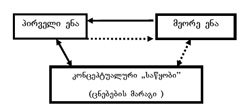 პირველი ენა
მეორე ენა
კონცეპტუალური „საწყობი“
(ცნებების მარაგი )